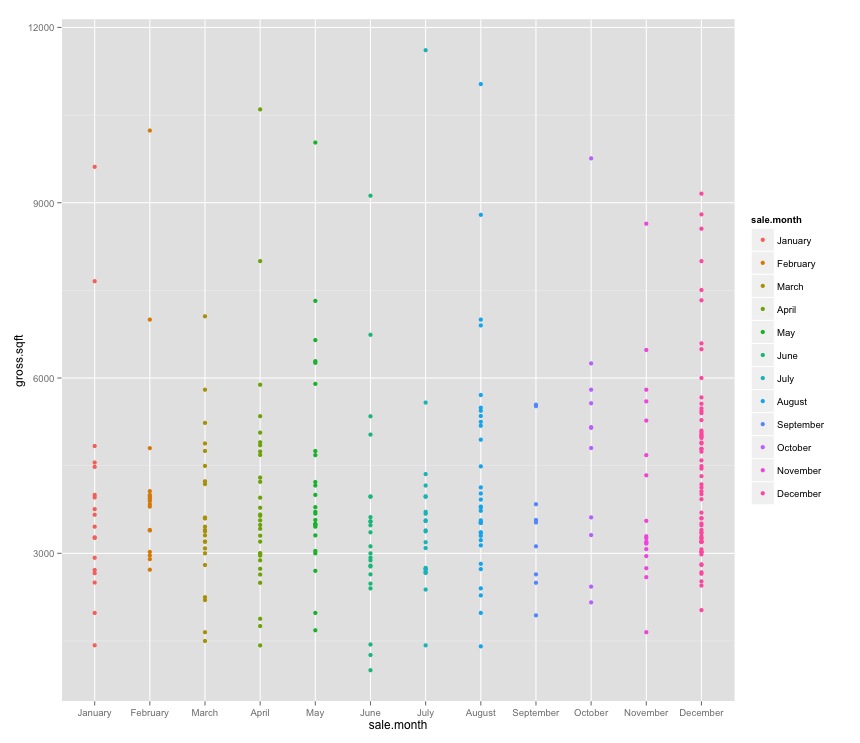 12000
9000
6000
3000
gross.sqft
January February March April May June July August September October November December
sale.month
sale.month
January
February
March
April
May
June
July
August
September
October
November
December